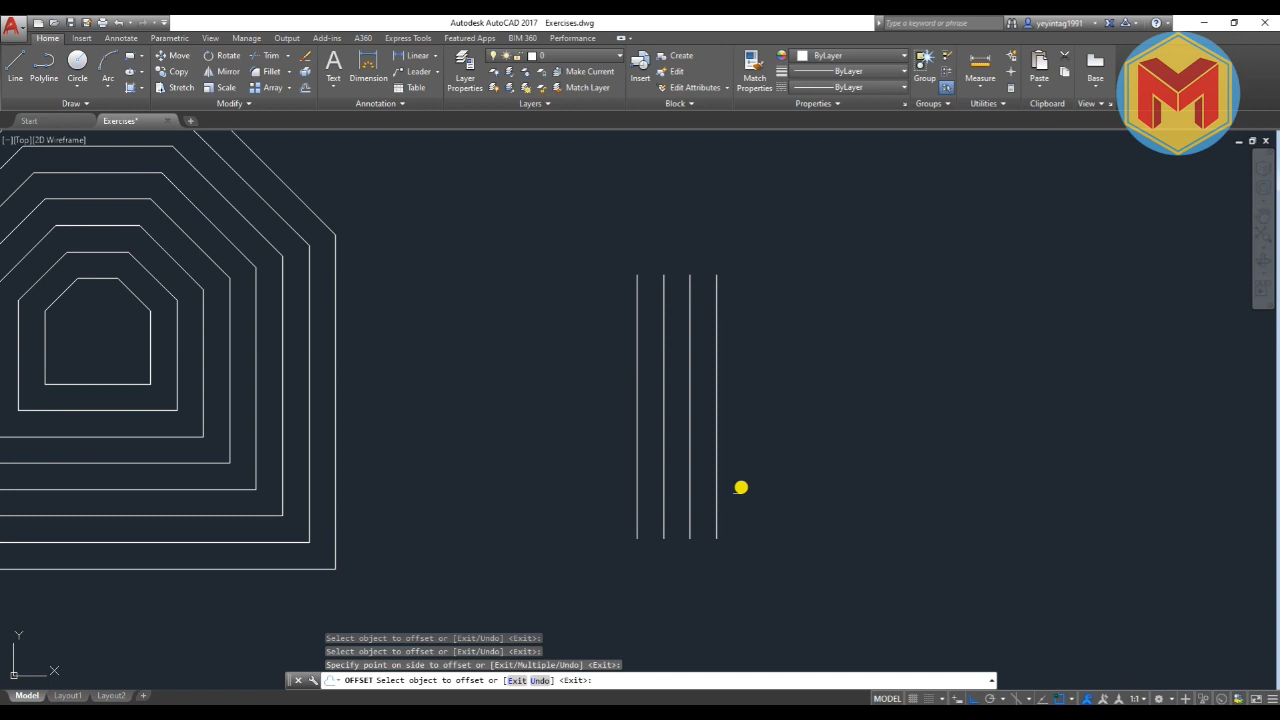 Autodesk AutoCAD 2017 Exercises.dwg
Type a keyword or phrase
yeyintag1991
Home Insert Annotate Parametric View Manage Output Add-ins A360 Express Tools Featured Apps BIM 360 Performance
Line Polyline Circle Arc
Move Rotate Trim
Copy Mirror Fillet
Stretch Scale Array
Text Dimension
Linear
Leader
Table
Layer Properties
0
Make Current
Match Layer
Insert
Create
Edit
Edit Attributes
Match Properties
ByLayer
ByLayer
ByLayer
Group
Measure
Paste
Base
Draw Modify Annotation Layers Block Properties Groups Utilities Clipboard View
Start Exercises*
[−][Top][2D Wireframe]
M
Y
X
Select object to offset or [Exit/Undo] <Exit>:
Select object to offset or [Exit/Undo] <Exit>:
Specify point on side to offset or [Exit/Multiple/Undo] <Exit>:
OFFSET Select object to offset or [Exit Undo] <Exit>:
Model Layout1 Layout2
MODEL 1:1